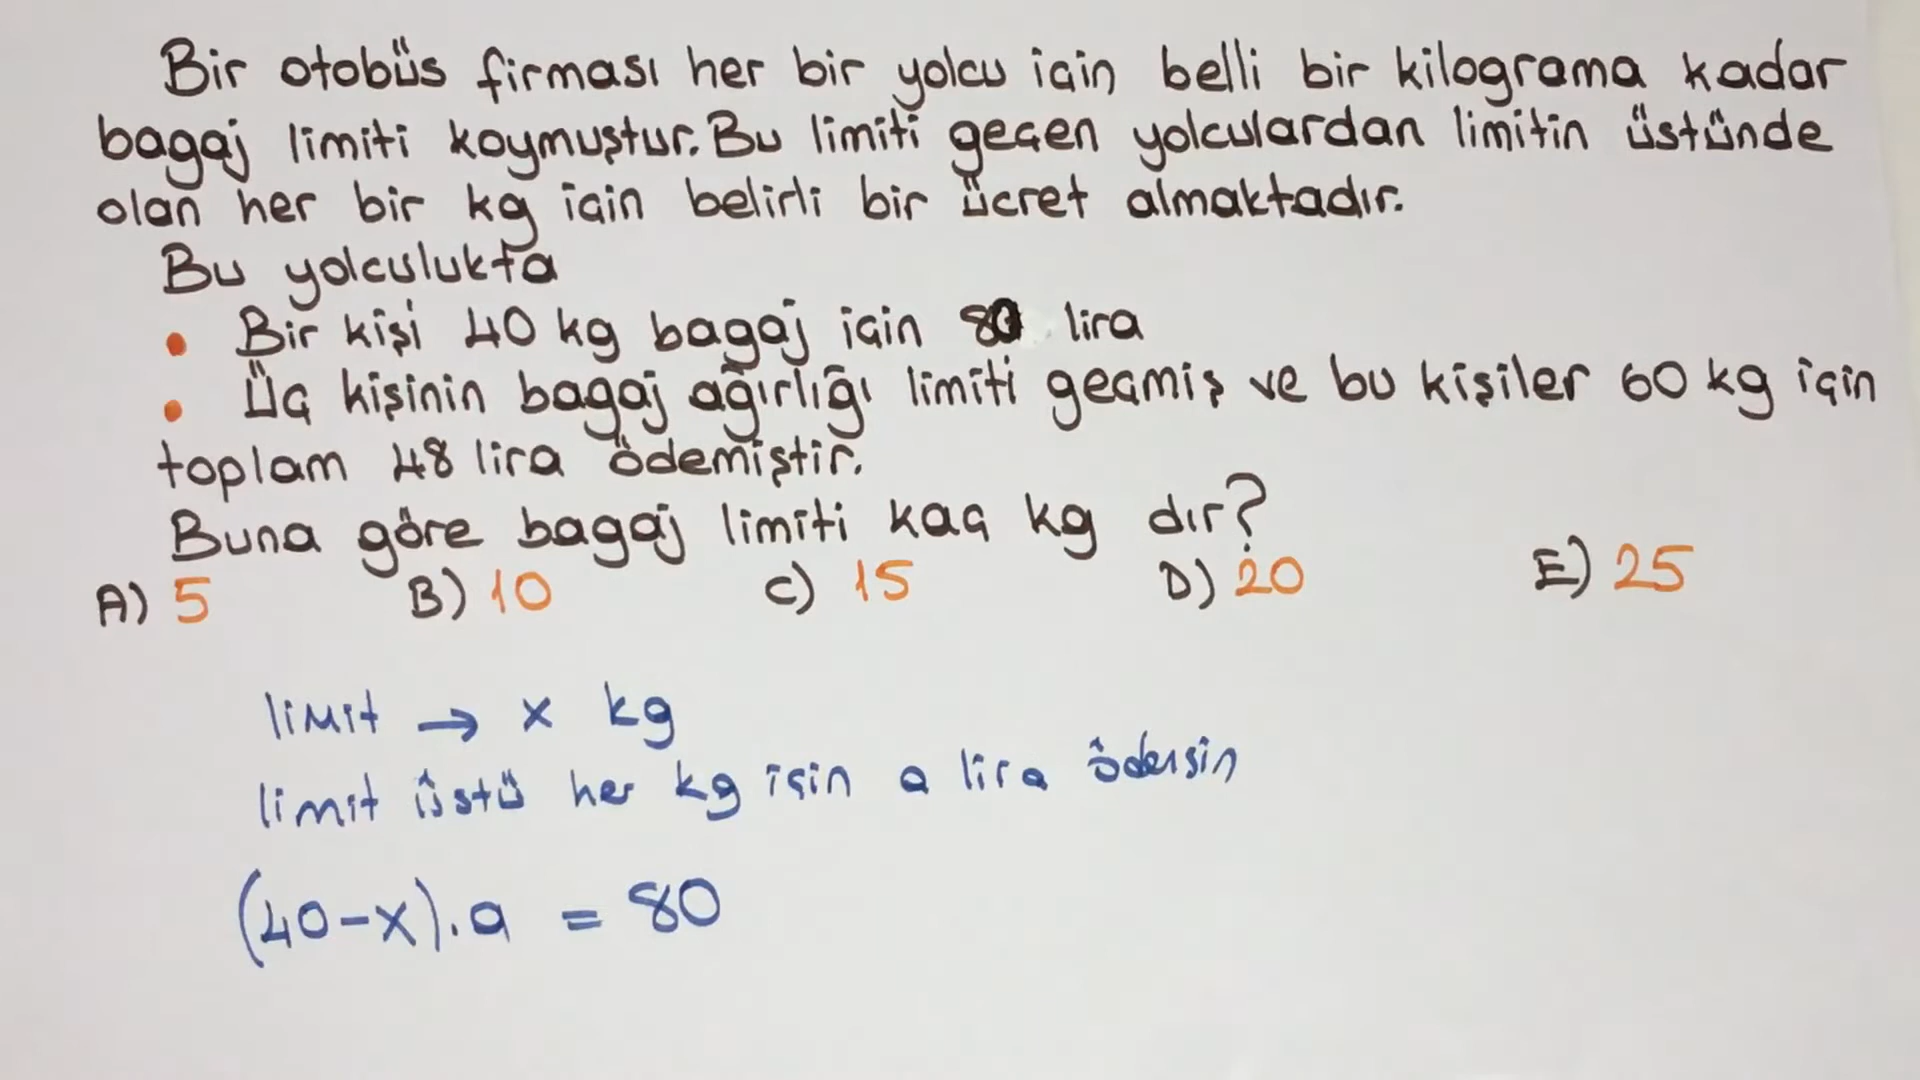 Bir otobüs firması her bir yolcu için belli bir kilograma kadar
bagaj limiti koymuştur. Bu limiti geçen yolculardan limitin üstünde
olan her bir kg için belirli bir ücret almaktadır.
Bu yolculukta
• Bir kişi 40 kg bagaj için 80 lira
• Üç kişinin bagaj ağırlığı limiti geçmiş ve bu kişiler 60 kg için
toplam 48 lira ödemiştir.
Buna göre bagaj limiti kaç kg dır?
A) 5 B) 10 C) 15 D) 20 E) 25
limit → x kg
limit üstü her kg için a lira ödensin
(40-x).a = 80